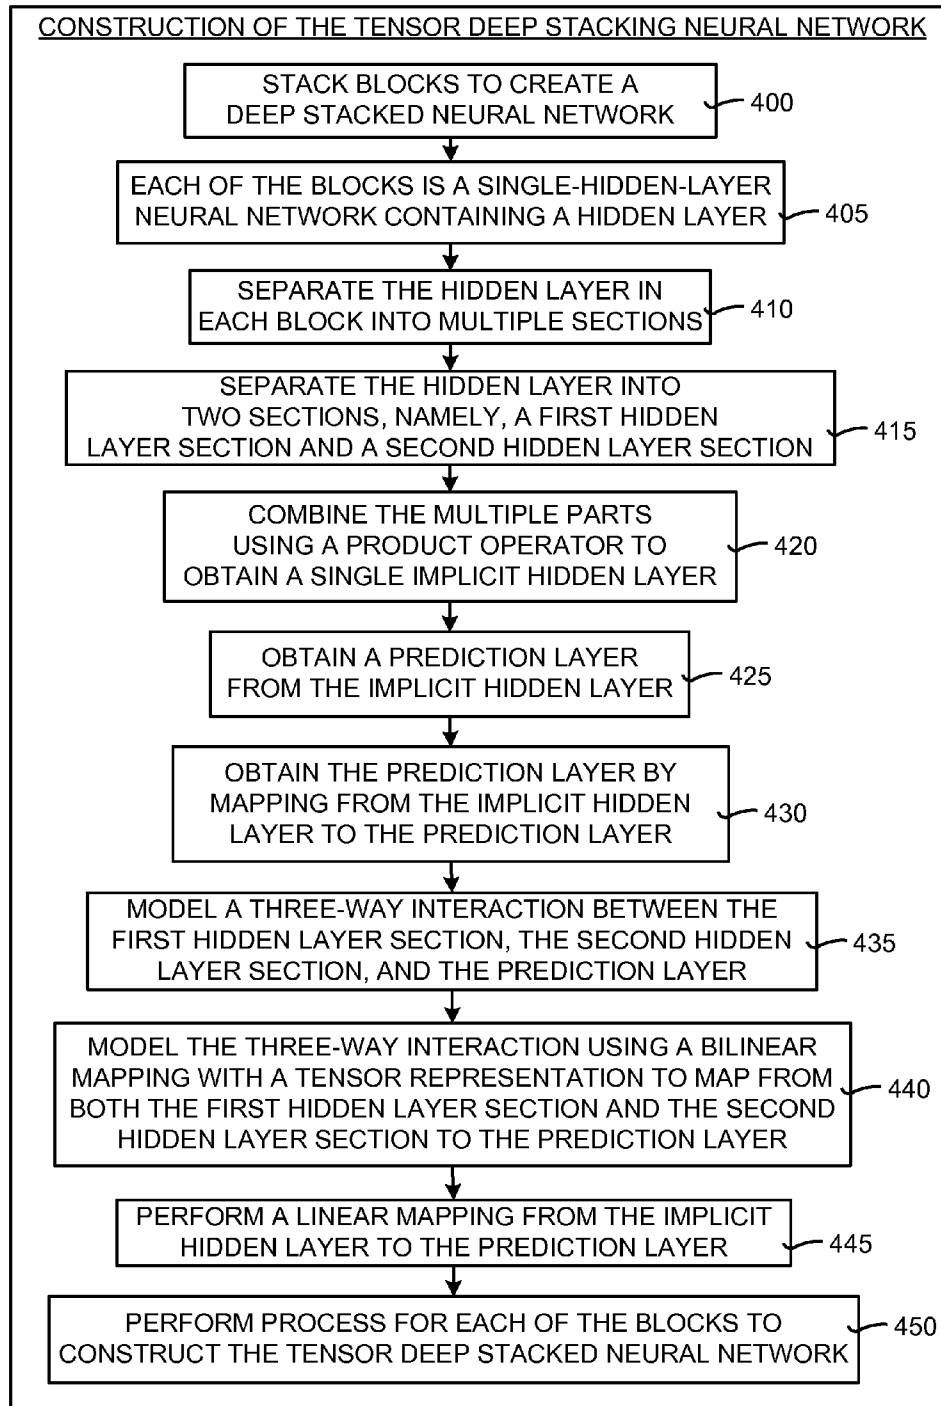 CONSTRUCTION OF THE TENSOR DEEP STACKING NEURAL NETWORK
STACK BLOCKS TO CREATE A
DEEP STACKED NEURAL NETWORK
400
EACH OF THE BLOCKS IS A SINGLE-HIDDEN-LAYER
NEURAL NETWORK CONTAINING A HIDDEN LAYER
405
SEPARATE THE HIDDEN LAYER IN
EACH BLOCK INTO MULTIPLE SECTIONS
410
SEPARATE THE HIDDEN LAYER INTO
TWO SECTIONS, NAMELY, A FIRST HIDDEN
LAYER SECTION AND A SECOND HIDDEN LAYER SECTION
415
COMBINE THE MULTIPLE PARTS
USING A PRODUCT OPERATOR TO
OBTAIN A SINGLE IMPLICIT HIDDEN LAYER
420
OBTAIN A PREDICTION LAYER
FROM THE IMPLICIT HIDDEN LAYER
425
OBTAIN THE PREDICTION LAYER BY
MAPPING FROM THE IMPLICIT HIDDEN
LAYER TO THE PREDICTION LAYER
430
MODEL A THREE-WAY INTERACTION BETWEEN THE
FIRST HIDDEN LAYER SECTION, THE SECOND HIDDEN
LAYER SECTION, AND THE PREDICTION LAYER
435
MODEL THE THREE-WAY INTERACTION USING A BILINEAR
MAPPING WITH A TENSOR REPRESENTATION TO MAP FROM
BOTH THE FIRST HIDDEN LAYER SECTION AND THE SECOND
HIDDEN LAYER SECTION TO THE PREDICTION LAYER
440
PERFORM A LINEAR MAPPING FROM THE IMPLICIT
HIDDEN LAYER TO THE PREDICTION LAYER
445
PERFORM PROCESS FOR EACH OF THE BLOCKS TO
CONSTRUCT THE TENSOR DEEP STACKED NEURAL NETWORK
450